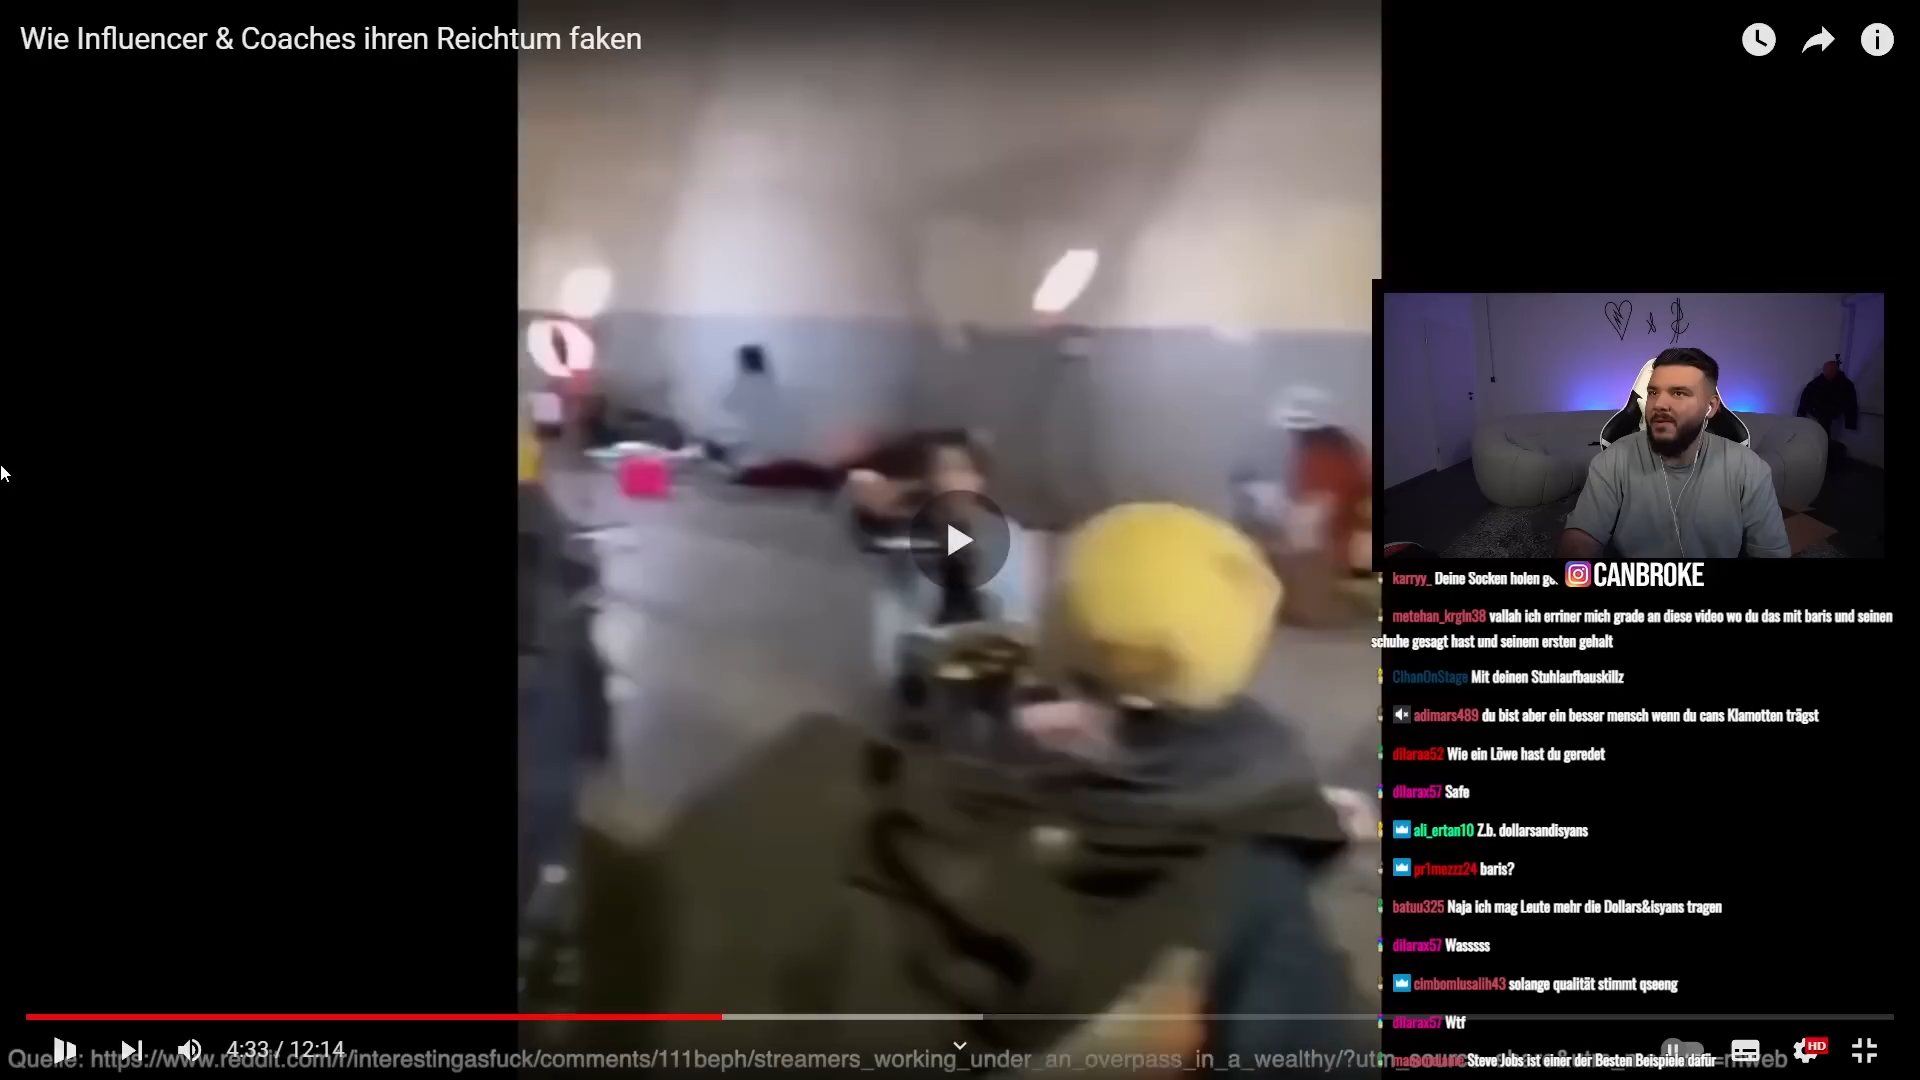 Wie Influencer & Coaches ihren Reichtum faken
CANBROKE
karryy_ Deine Socken holen
metehan_krgln38 vallah ich erriner mich grade an diese video wo du das mit baris und seinen
schuhe gesagt hast und seinem ersten gehalt
CIhanOnStage Mit deinen Stuhlaufbauskillz
adimars489 du bist aber ein besser mensch wenn du cans Klamotten trägst
dilaraa52 Wie ein Löwe hast du geredet
dilarax57 Safe
ali_ertan10 Z.b. dollarsandisyans
pr1mezzz24 baris?
batuu325 Naja ich mag Leute mehr die Dollars&Isyans tragen
dilarax57 Wasssss
cimbomlusalih43 solange qualität stimmt qseeng
dilarax57 Wtf
Steve Jobs ist einer der Besten Beispiele dafür
4:33 / 12:14
HD
Quelle: https://www.reddit.com/r/interestingasfuck/comments/111beph/streamers_working_under_an_overpass_in_a_wealthy/?utm_sourc